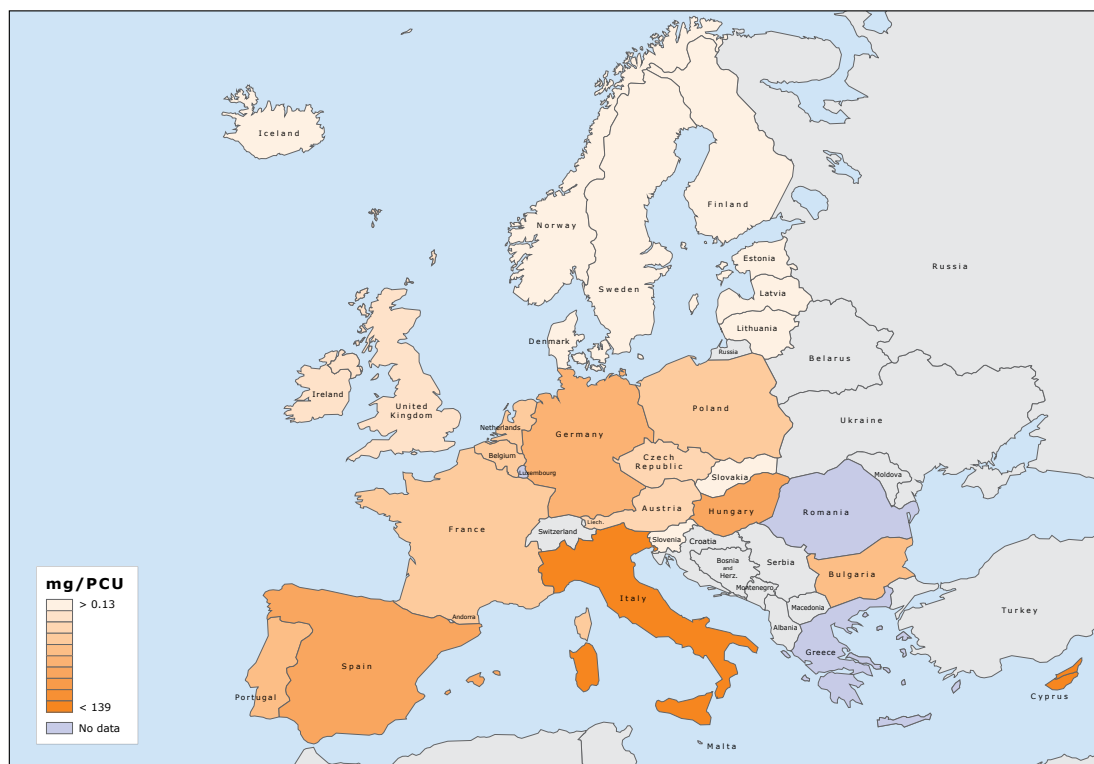 Iceland
Norway
Finland
Sweden
Estonia
Russia
Latvia
Lithuania
Denmark
Russia
Belarus
Ireland
United
Kingdom
Netherlands
Germany
Poland
Ukraine
Belgium
Luxembourg
Czech
Republic
Slovakia
Moldova
France
Liech.
Austria
Hungary
Romania
Switzerland
Slovenia
Croatia
Bosnia
and
Herz.
Serbia
Bulgaria
Montenegro
Italy
Macedonia
Albania
Turkey
Andorra
Greece
Spain
Portugal
Cyprus
Malta
mg/PCU
> 0.13
< 139
No data